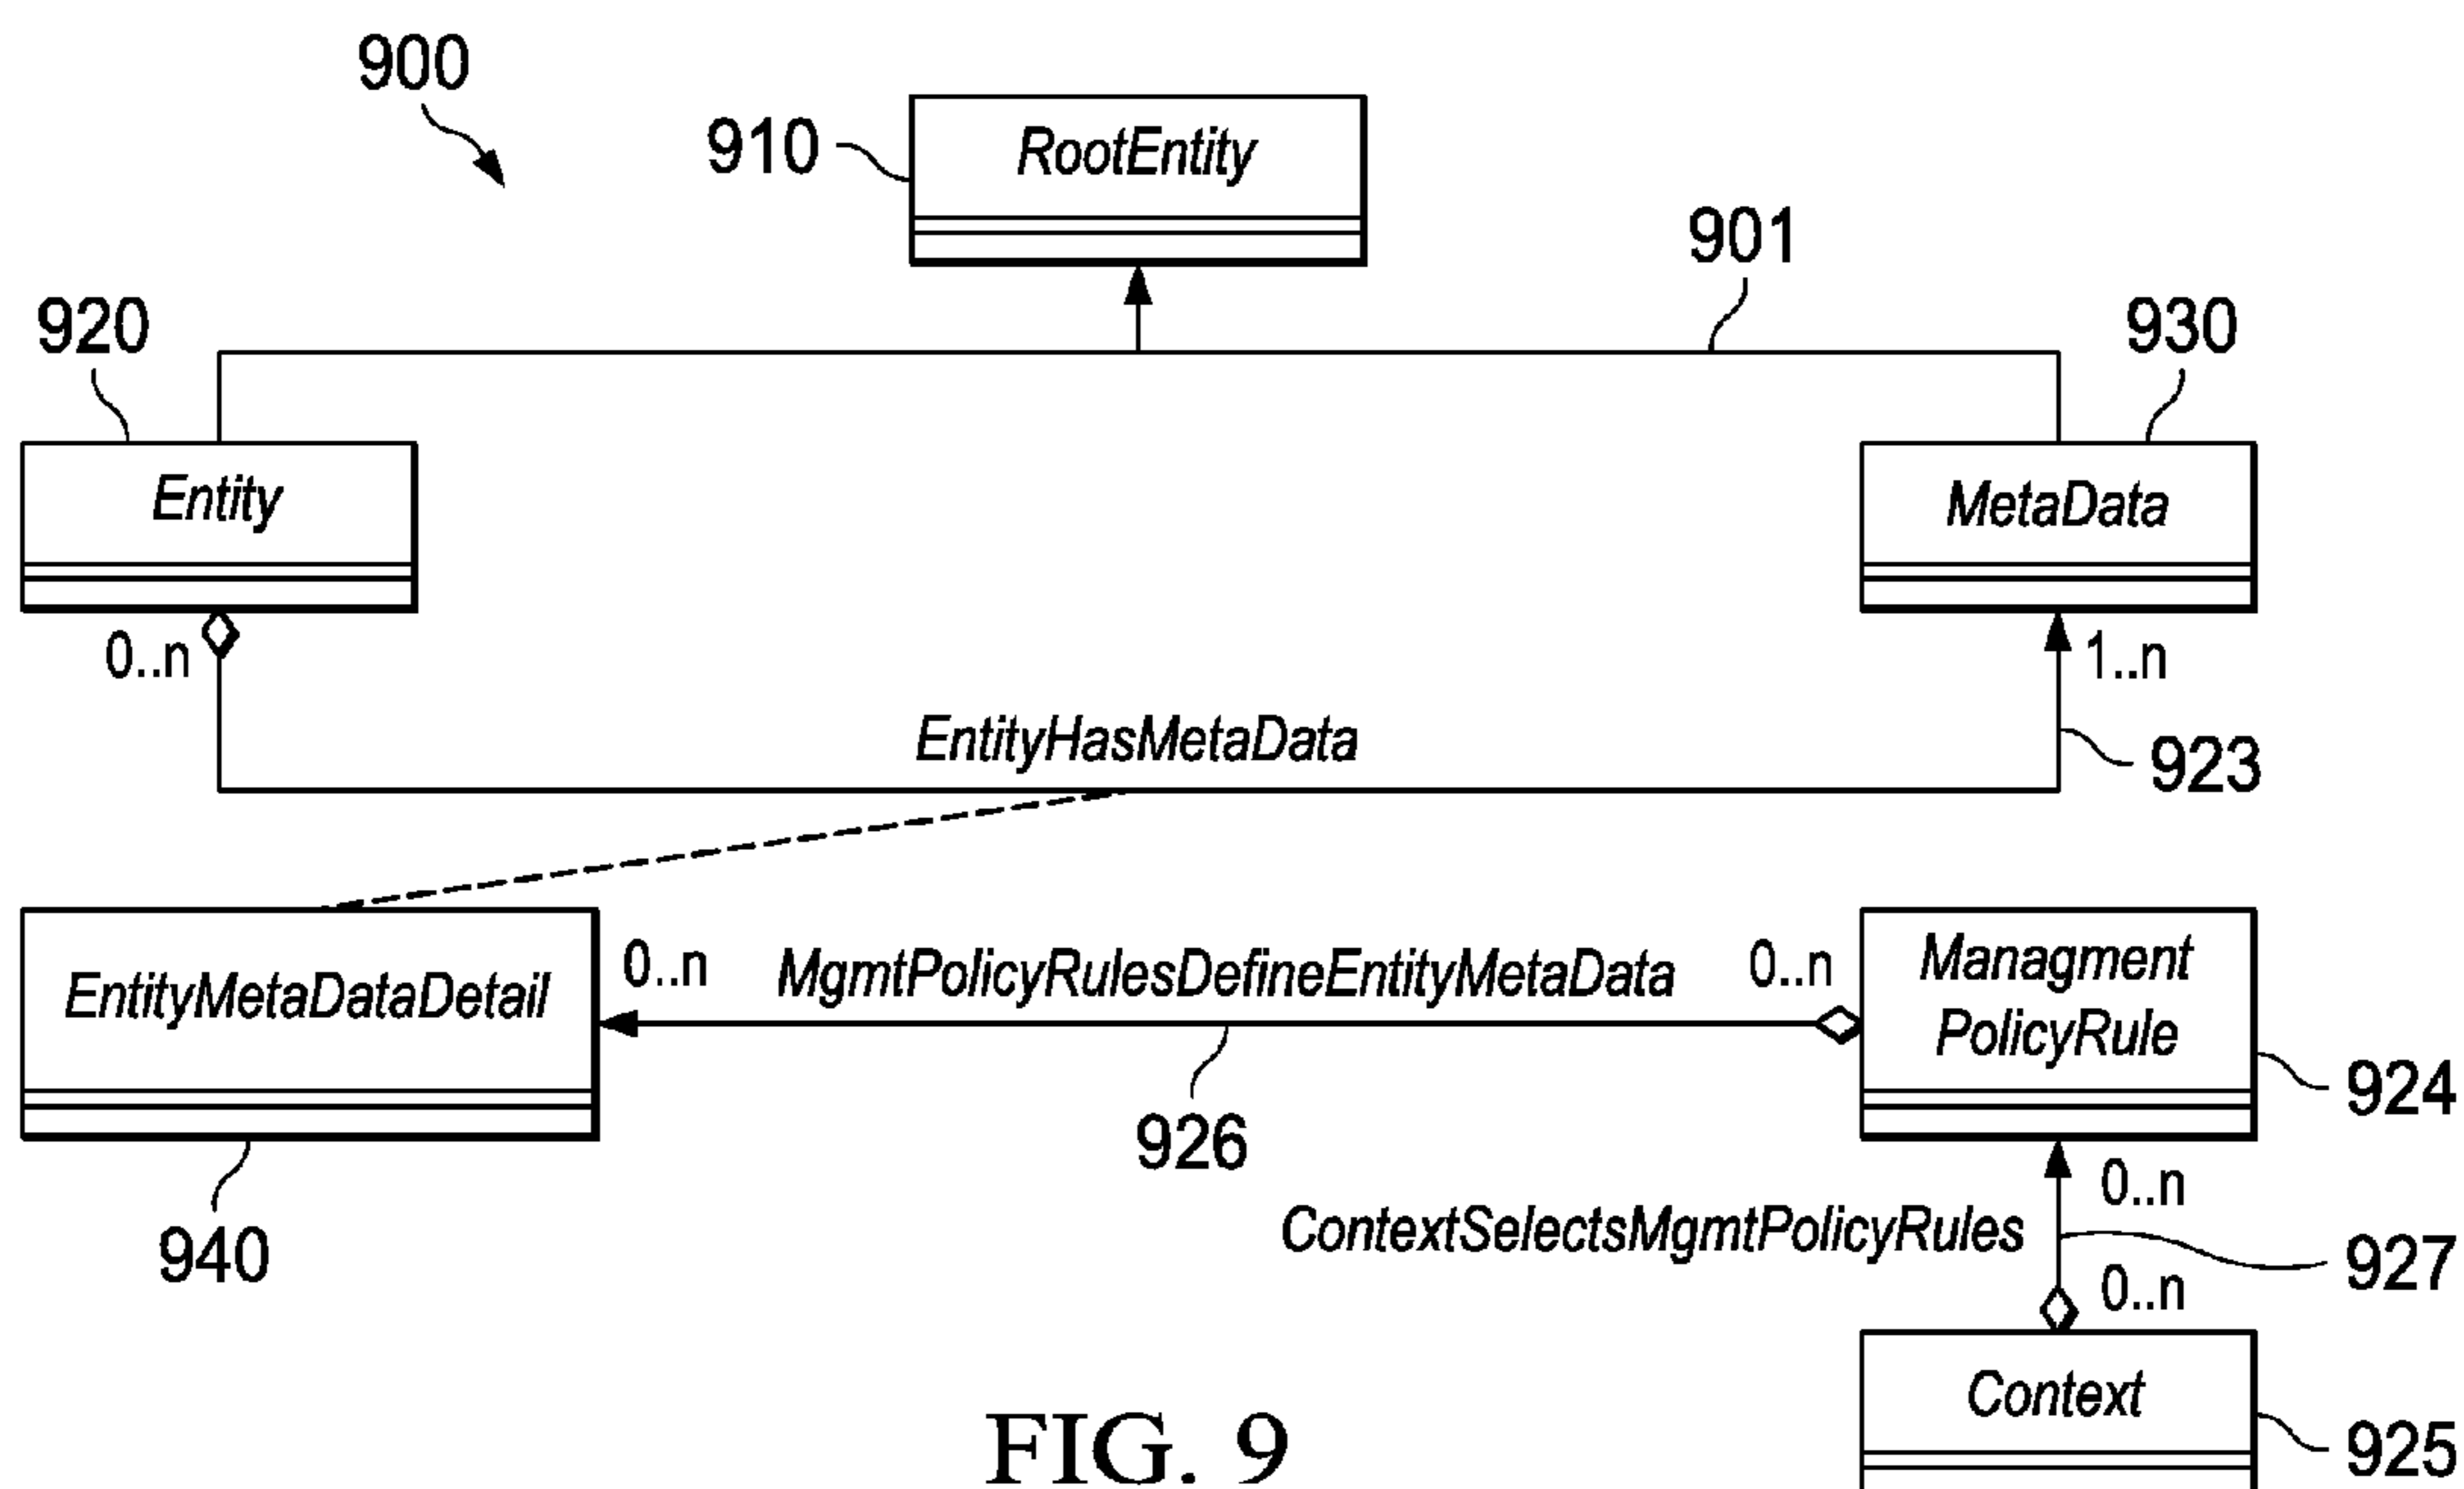 900
910
RootEntity
901
920
930
Entity
MetaData
0..n
1..n
EntityHasMetaData
923
EntityMetaDataDetail
0..n
MgmtPolicyRulesDefineEntityMetaData
0..n
Managment
PolicyRule
924
926
940
0..n
ContextSelectsMgmtPolicyRules
927
0..n
Context
925
FIG. 9